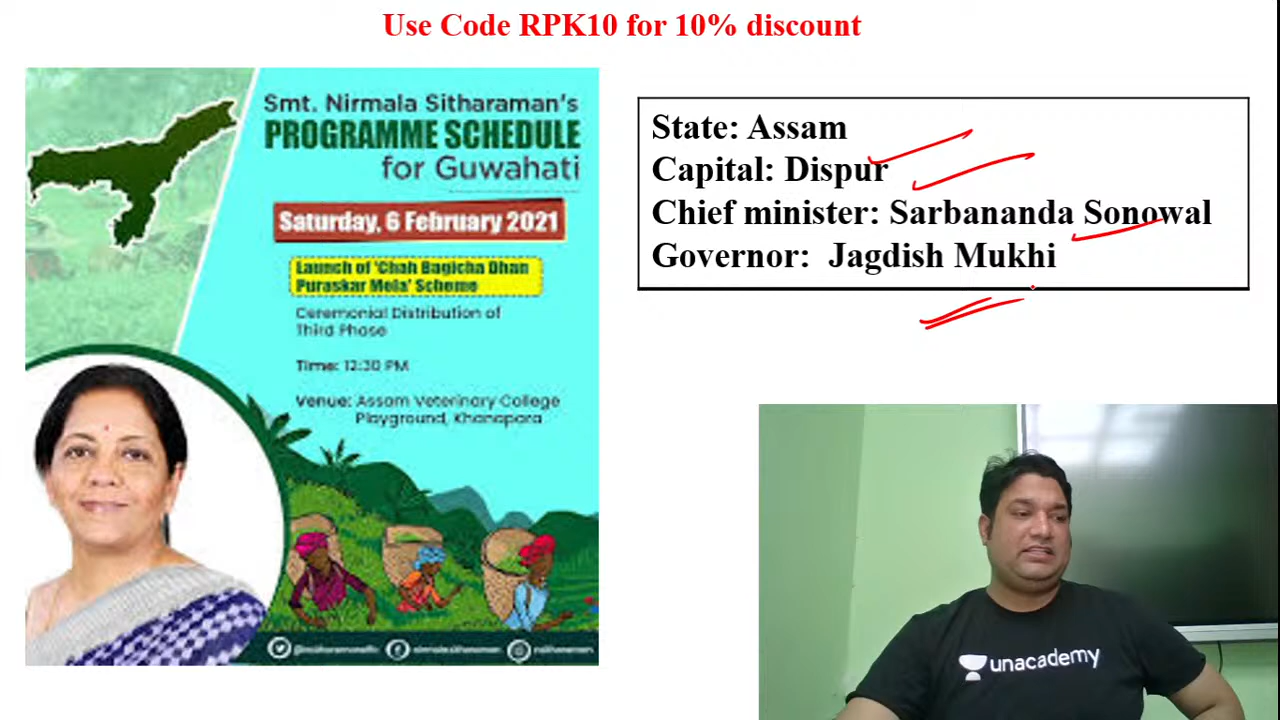 Use Code RPK10 for 10% discount
Smt. Nirmala Sitharaman's
PROGRAMME SCHEDULE
for Guwahati
Saturday, 6 February 2021
Launch of 'Chah Bagicha Dhan
Puraskar Mela' Scheme
Ceremonial Distribution of
Third Phase
Time: 12:30 PM
Venue: Assam Veterinary College
Playground, Khanapara
State: Assam
Capital: Dispur
Chief minister: Sarbananda Sonowal
Governor: Jagdish Mukhi
unacademy